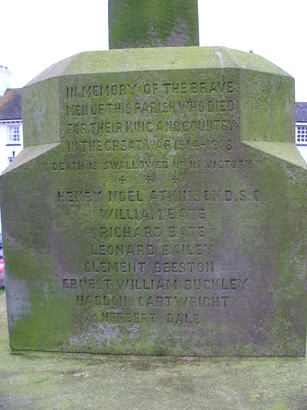 IN MEMORY OF THE BRAVE
MEN OF THIS PARISH WHO DIED
FOR THEIR KING AND COUNTRY
IN THE GREAT WAR 1914-1918
"DEATH IS SWALLOWED UP IN VICTORY"
HENRY NOEL ATKINSON D.S.O.
WILLIAM BATE
RICHARD BATE
LEONARD BAILEY
CLEMENT BEESTON
ERNEST WILLIAM BUCKLEY
HADDON CARTWRIGHT
HERBERT DALE